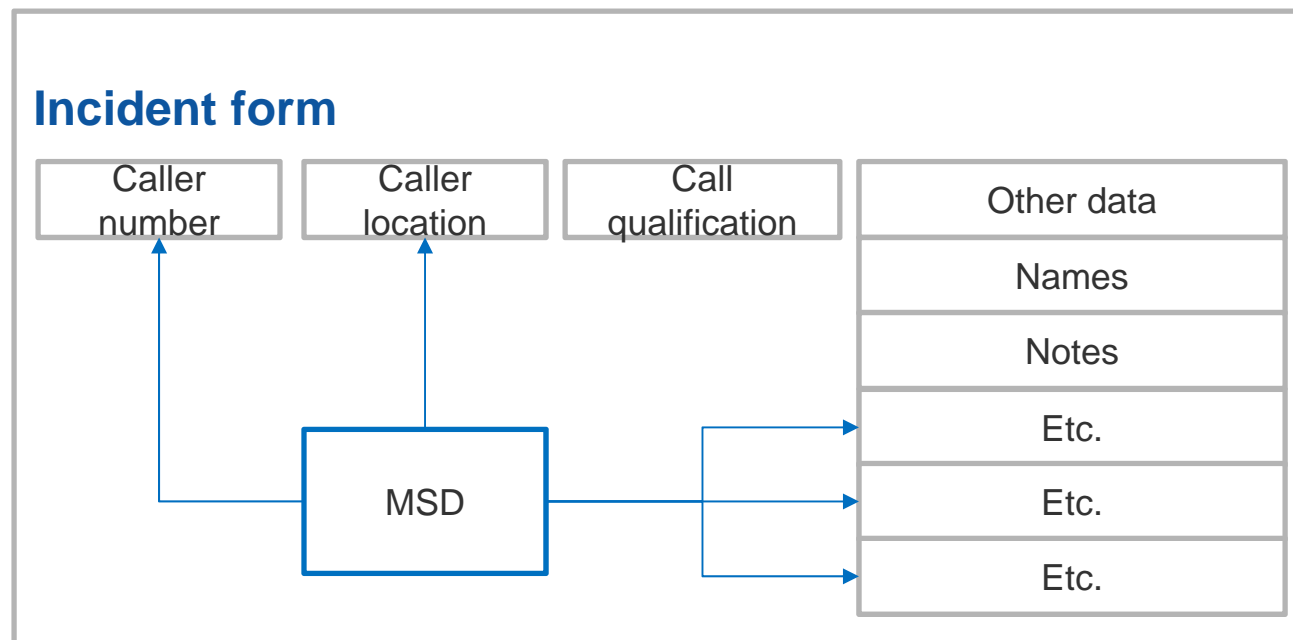 Incident form
Caller
number
Caller
location
Call
qualification
Other data
Names
Notes
Etc.
MSD
Etc.
Etc.